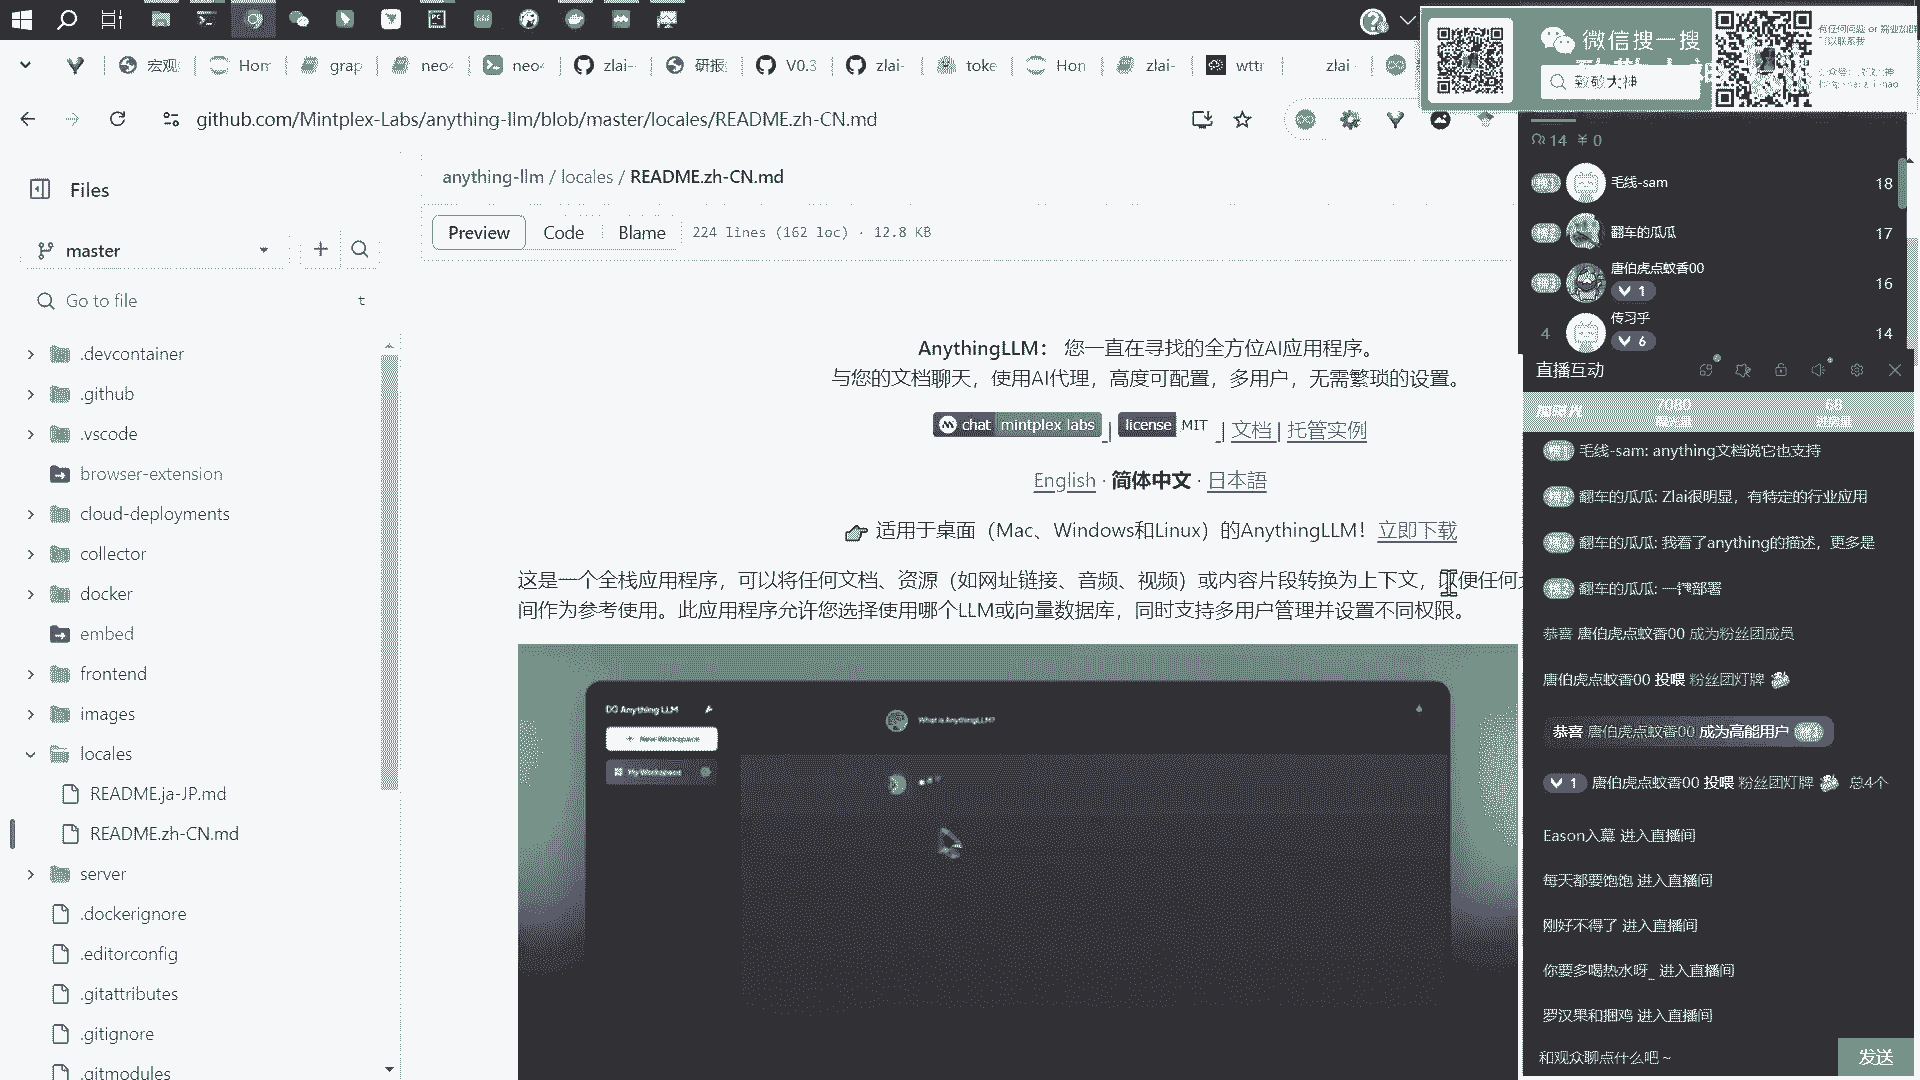 微信搜一搜
致敬大神
宏观
Hom
grap
neo4
neo4
zlai-
研报
V0.3
zlai-
toke
Hon
zlai-
wttr
zlai
github.com/Mintplex-Labs/anything-llm/blob/master/locales/README.zh-CN.md
Files
master
Go to file
t
.devcontainer
.github
.vscode
browser-extension
cloud-deployments
collector
docker
embed
frontend
images
locales
README.ja-JP.md
README.zh-CN.md
server
.dockerignore
.editorconfig
.gitattributes
.gitignore
.gitmodules
anything-llm / locales / README.zh-CN.md
Preview Code Blame 224 lines (162 loc) · 12.8 KB
AnythingLLM： 您一直在寻找的全方位AI应用程序。
与您的文档聊天，使用AI代理，高度可配置，多用户，无需繁琐的设置。
chat mintplex labs | license MIT | 文档 | 托管实例
English · 简体中文 · 日本語
适用于桌面（Mac、Windows和Linux）的AnythingLLM！ 立即下载
这是一个全栈应用程序，可以将任何文档、资源（如网址链接、音频、视频）或内容片段转换为上下文，以便任何
间作为参考使用。此应用程序允许您选择使用哪个LLM或向量数据库，同时支持多用户管理并设置不同权限。
Anything LLM
New Workspace
My Workspace
What is AnythingLLM?
14 ￥ 0
毛线-sam 18
翻车的瓜瓜 17
唐伯虎点蚊香00 16
1
4 传习乎 14
6
直播互动
7080 68
毛线-sam: anything文档说它也支持
翻车的瓜瓜: Zlai很明显，有特定的行业应用
翻车的瓜瓜: 我看了anything的描述，更多是
翻车的瓜瓜: 一键部署
恭喜 唐伯虎点蚊香00 成为粉丝团成员
唐伯虎点蚊香00 投喂 粉丝团灯牌
恭喜 唐伯虎点蚊香00 成为高能用户
1 唐伯虎点蚊香00 投喂 粉丝团灯牌 总4个
Eason入幕 进入直播间
每天都要饱饱 进入直播间
刚好不得了 进入直播间
你要多喝热水呀_ 进入直播间
罗汉果和捆鸡 进入直播间
和观众聊点什么吧 ~
发送